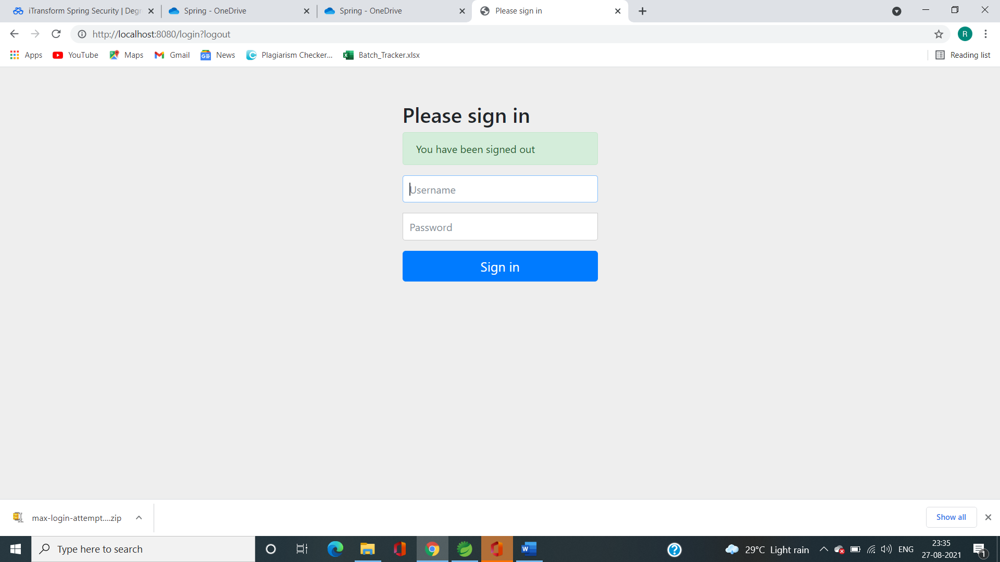 iTransform Spring Security | Degr
Spring - OneDrive
Spring - OneDrive
Please sign in
http://localhost:8080/login?logout
R
Apps
YouTube
Maps
Gmail
News
Plagiarism Checker...
Batch_Tracker.xlsx
Reading list
Please sign in
You have been signed out
Username
Password
Sign in
max-login-attempt....zip
Show all
Type here to search
29°C Light rain
ENG
23:35
27-08-2021
1